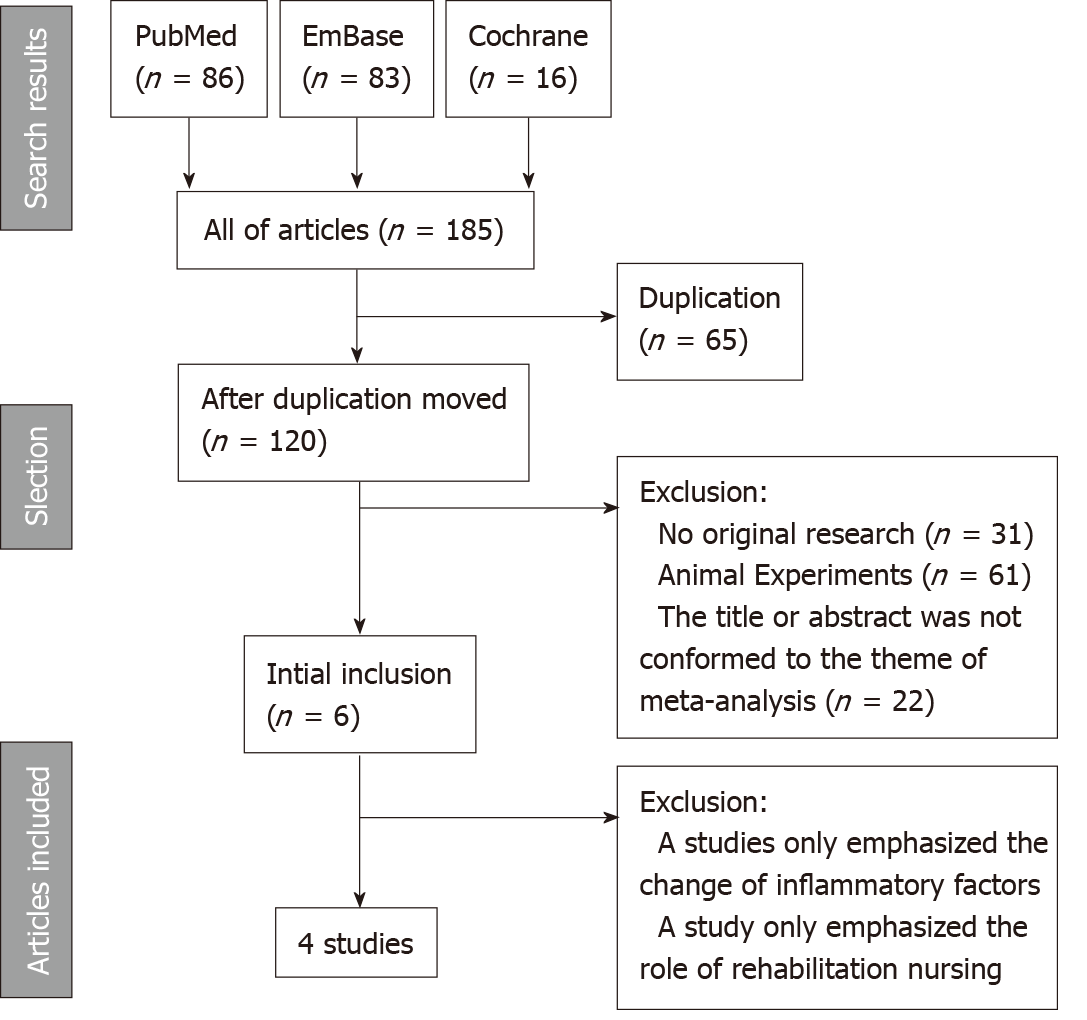 Search results
PubMed
(n = 86)
EmBase
(n = 83)
Cochrane
(n = 16)
All of articles (n = 185)
Duplication
(n = 65)
Slection
After duplication moved
(n = 120)
Exclusion:
No original research (n = 31)
Animal Experiments (n = 61)
The title or abstract was not
conformed to the theme of
meta-analysis (n = 22)
Intial inclusion
(n = 6)
Articles included
Exclusion:
A studies only emphasized the
change of inflammatory factors
A study only emphasized the
role of rehabilitation nursing
4 studies